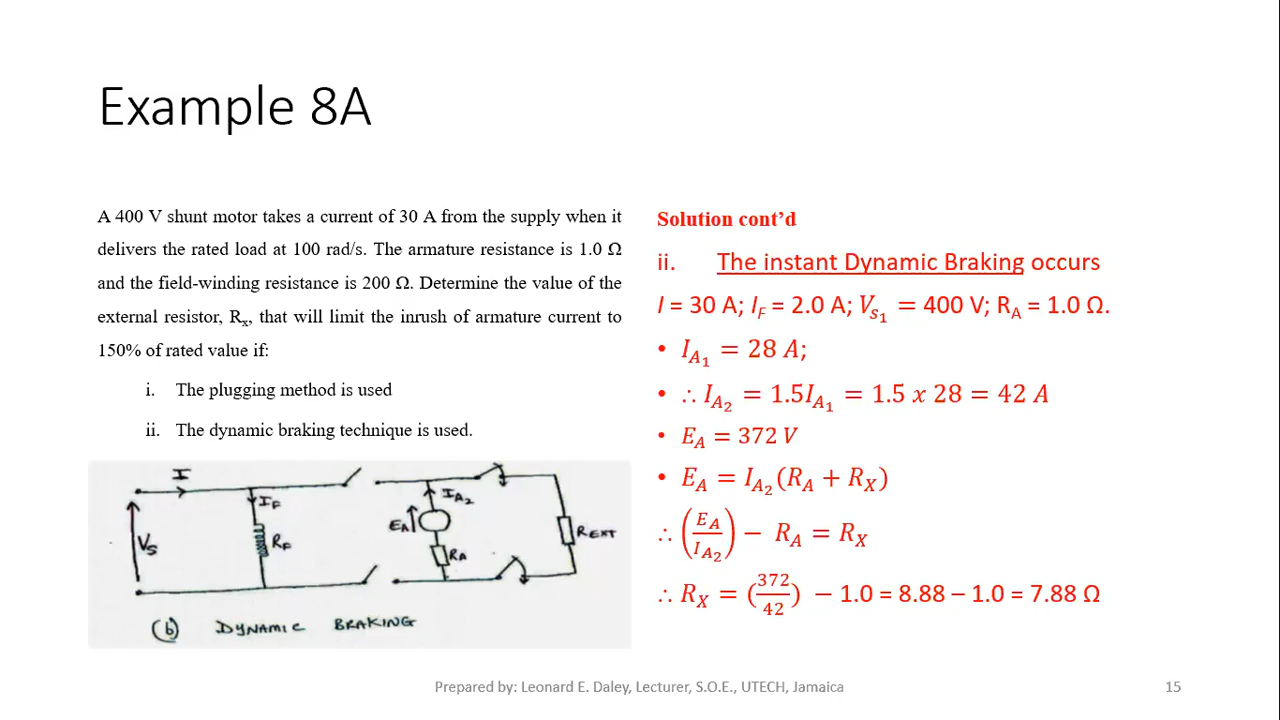 Example 8A
A 400 V shunt motor takes a current of 30 A from the supply when it
delivers the rated load at 100 rad/s. The armature resistance is 1.0 Ω
and the field-winding resistance is 200 Ω. Determine the value of the
external resistor, Rₓ, that will limit the inrush of armature current to
150% of rated value if:
i. The plugging method is used
ii. The dynamic braking technique is used.
I
I_F
R_F
V_S
E_A
I_A₂
R_A
R_EXT
(b) DYNAMIC BRAKING
Solution cont’d
ii. The instant Dynamic Braking occurs
I = 30 A; I_F = 2.0 A; V_s₁ = 400 V; R_A = 1.0 Ω.
• I_A₁ = 28 A;
• ∴ I_A₂ = 1.5I_A₁ = 1.5 x 28 = 42 A
• E_A = 372 V
• E_A = I_A₂(R_A + R_X)
∴ (E_A/I_A₂) − R_A = R_X
∴ R_X = (372/42) − 1.0 = 8.88 – 1.0 = 7.88 Ω
Prepared by: Leonard E. Daley, Lecturer, S.O.E., UTECH, Jamaica
15